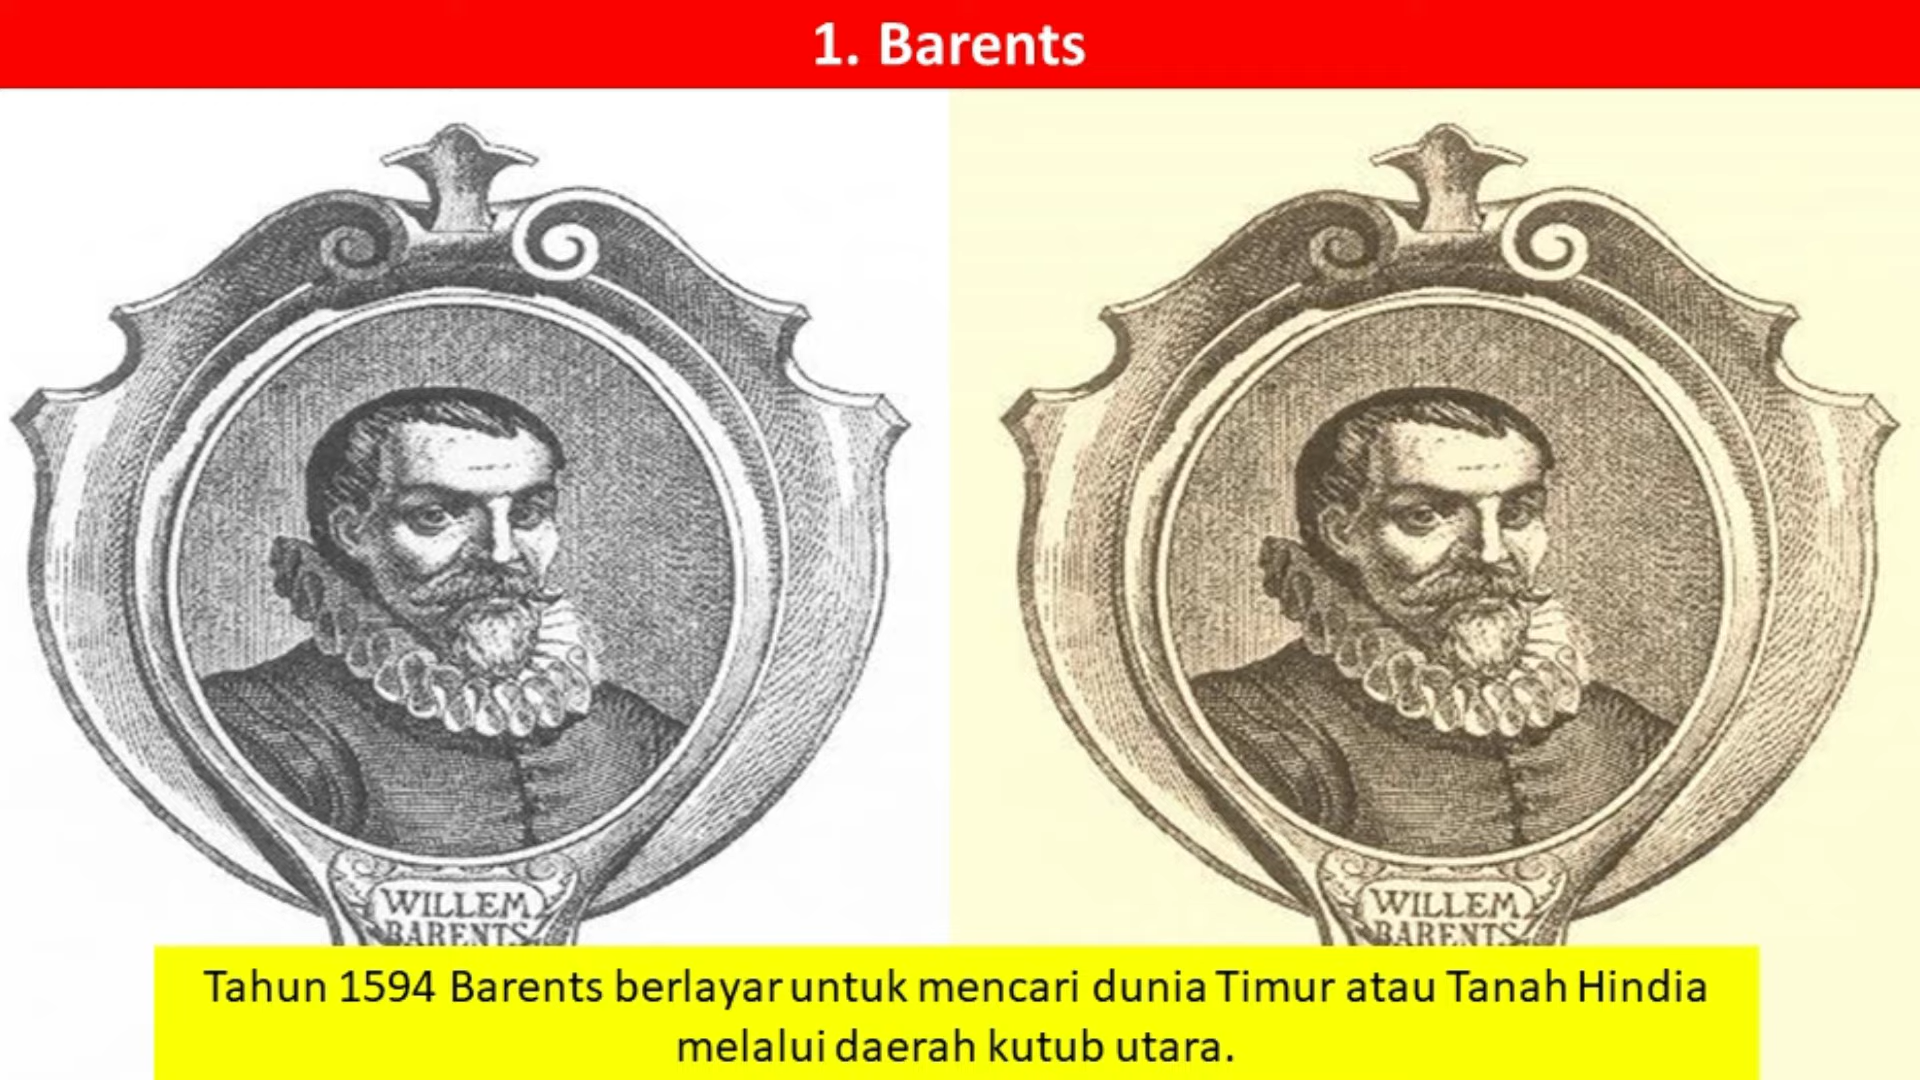 1. Barents
WILLEM
BARENTS
WILLEM
BARENTS
Tahun 1594 Barents berlayar untuk mencari dunia Timur atau Tanah Hindia
melalui daerah kutub utara.